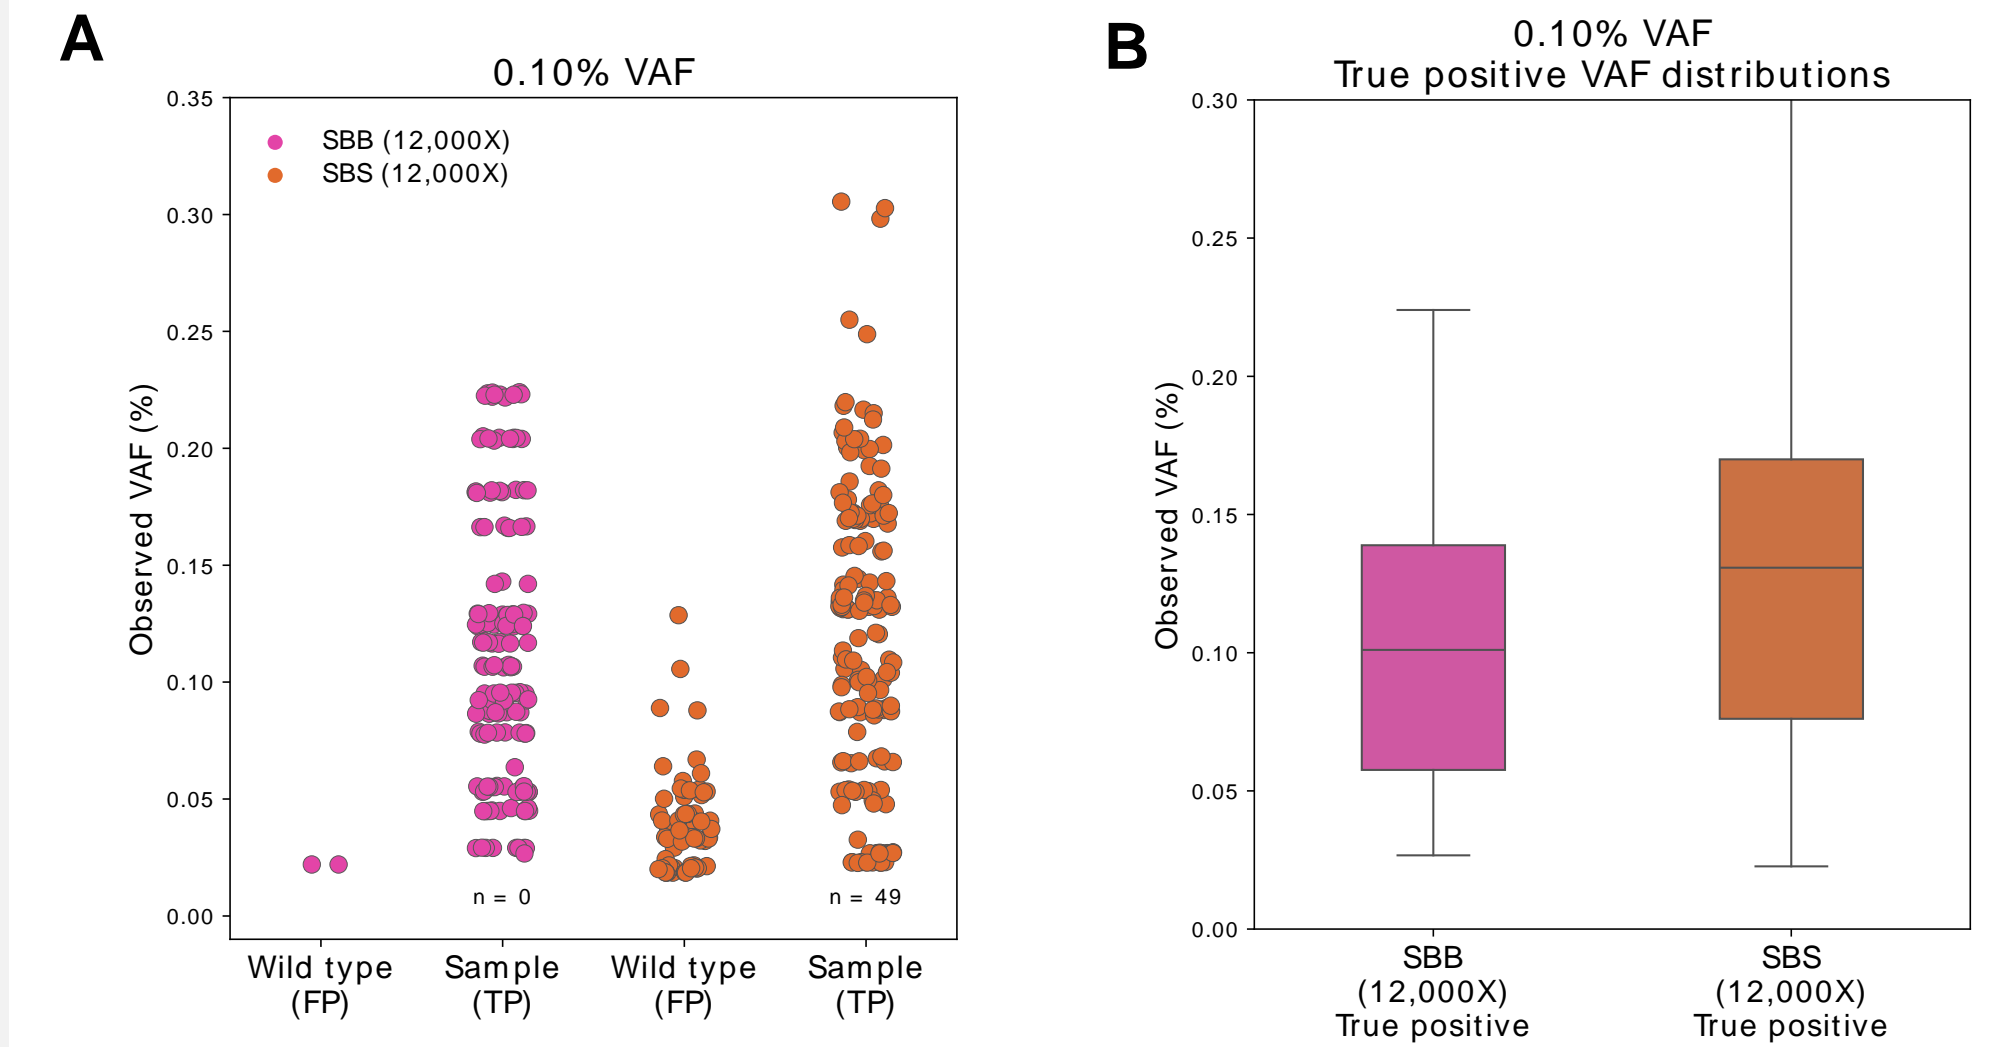 A
0.10% VAF
0.35
0.30
0.25
0.20
0.15
0.10
0.05
0.00
Observed VAF (%)
SBB (12,000X)
SBS (12,000X)
n = 0
n = 49
Wild type
(FP)
Sample
(TP)
Wild type
(FP)
Sample
(TP)
B
0.10% VAF
True positive VAF distributions
0.30
0.25
0.20
0.15
0.10
0.05
0.00
Observed VAF (%)
SBB
(12,000X)
True positive
SBS
(12,000X)
True positive